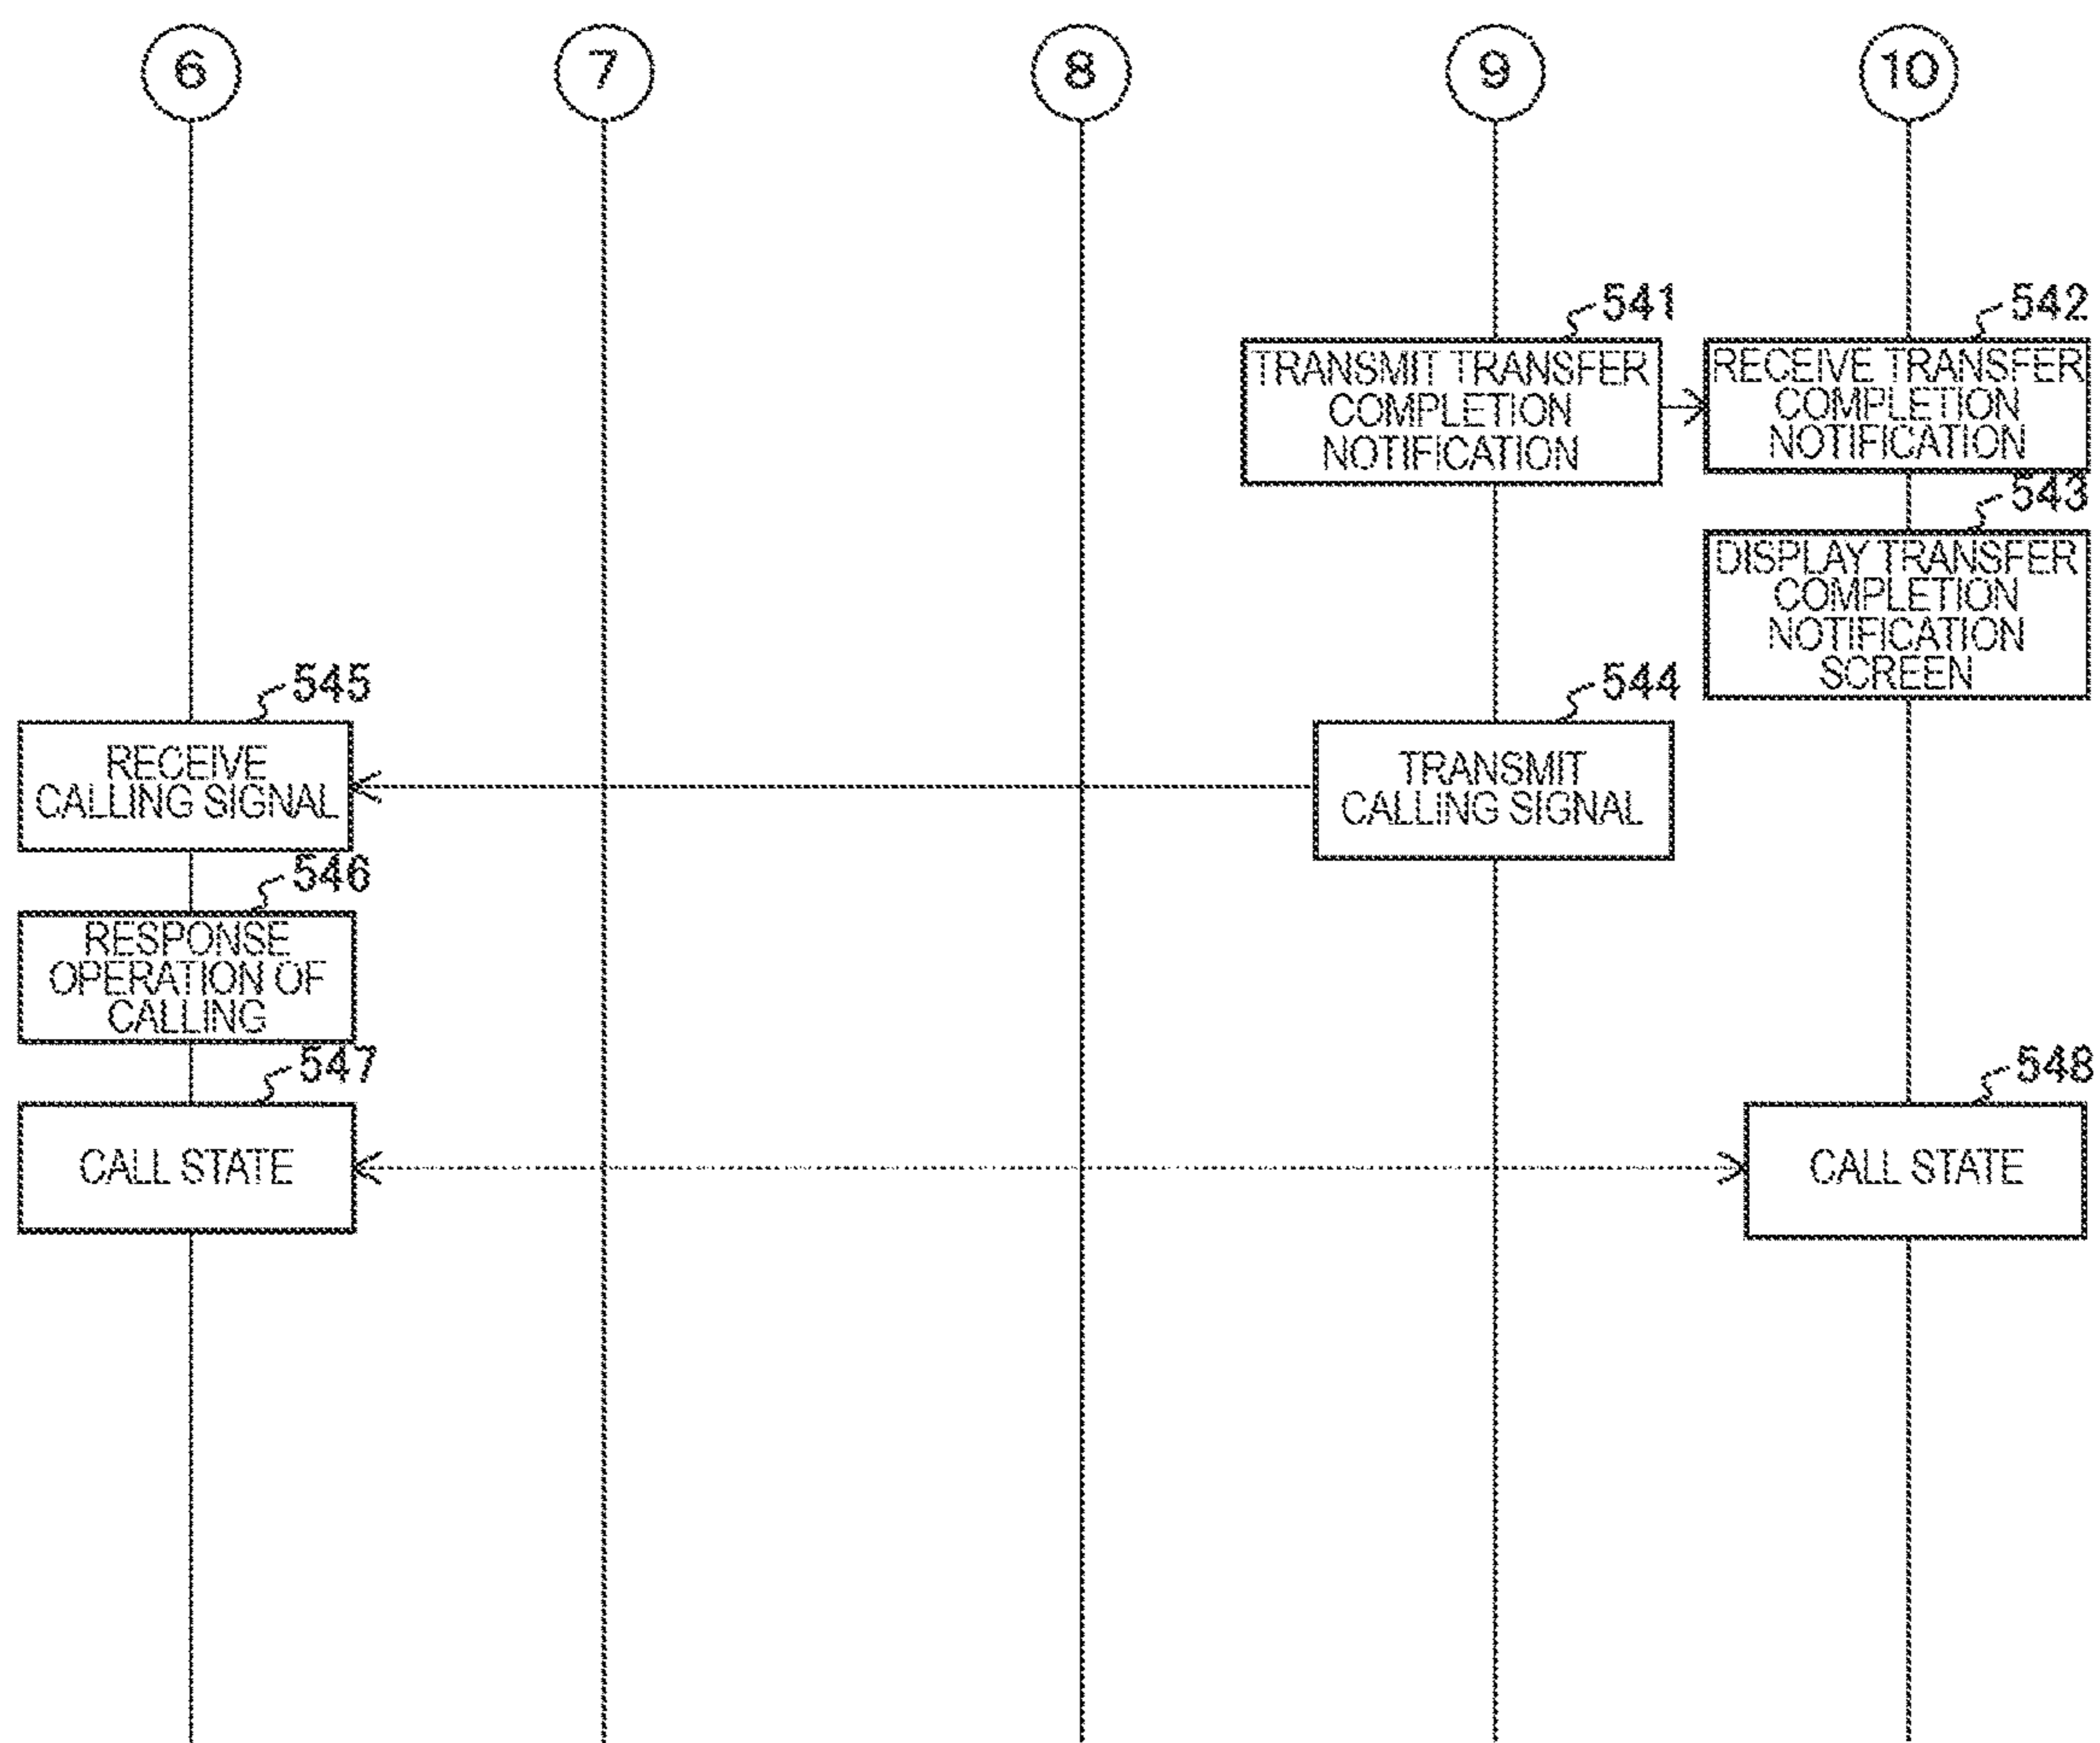 6
7
8
9
10
541
542
TRANSMIT TRANSFER
COMPLETION
NOTIFICATION
RECEIVE TRANSFER
COMPLETION
NOTIFICATION
543
DISPLAY TRANSFER
COMPLETION
NOTIFICATION
SCREEN
545
544
RECEIVE
CALLING SIGNAL
TRANSMIT
CALLING SIGNAL
546
RESPONSE
OPERATION OF
CALLING
547
548
CALL STATE
CALL STATE